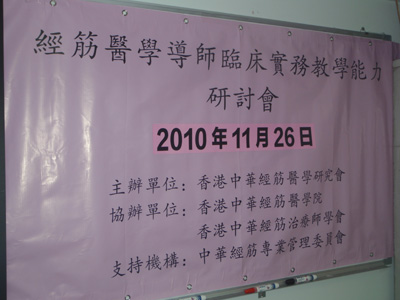 經筋醫學導師臨床實務教學能力
研討會
2010年11月26日
主辦單位：香港中華經筋醫學研究會
協辦單位：香港中華經筋醫學院
香港中華經筋治療師學會
支持機構：中華經筋專業管理委員會